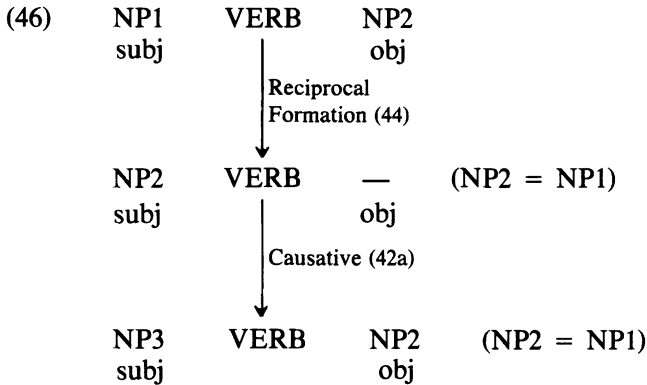 (46) NP1 VERB NP2
subj obj
Reciprocal
Formation (44)
NP2 VERB — (NP2 = NP1)
subj obj
Causative (42a)
NP3 VERB NP2 (NP2 = NP1)
subj obj